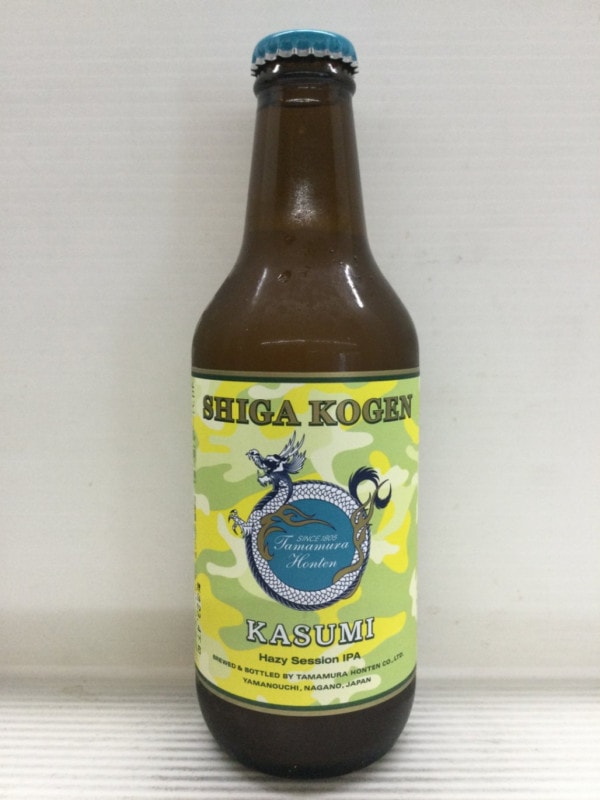 SHIGA KOGEN
SINCE 1805
Tamamura
Honten
KASUMI
Hazy Session IPA
BREWED & BOTTLED BY TAMAMURA HONTEN CO., LTD.
YAMANOUCHI, NAGANO, JAPAN